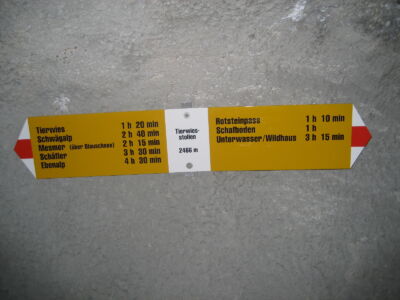 Tierwies 1 h 20 min
Schwägalp 2 h 40 min
Mesmer (über Blauschnee) 2 h 15 min
Schäfler 3 h 30 min
Ebenalp 4 h 30 min
Tierwies-
stollen
2466 m
Rotsteinpass 1 h 10 min
Schafboden 1 h
Unterwasser/Wildhaus 3 h 15 min